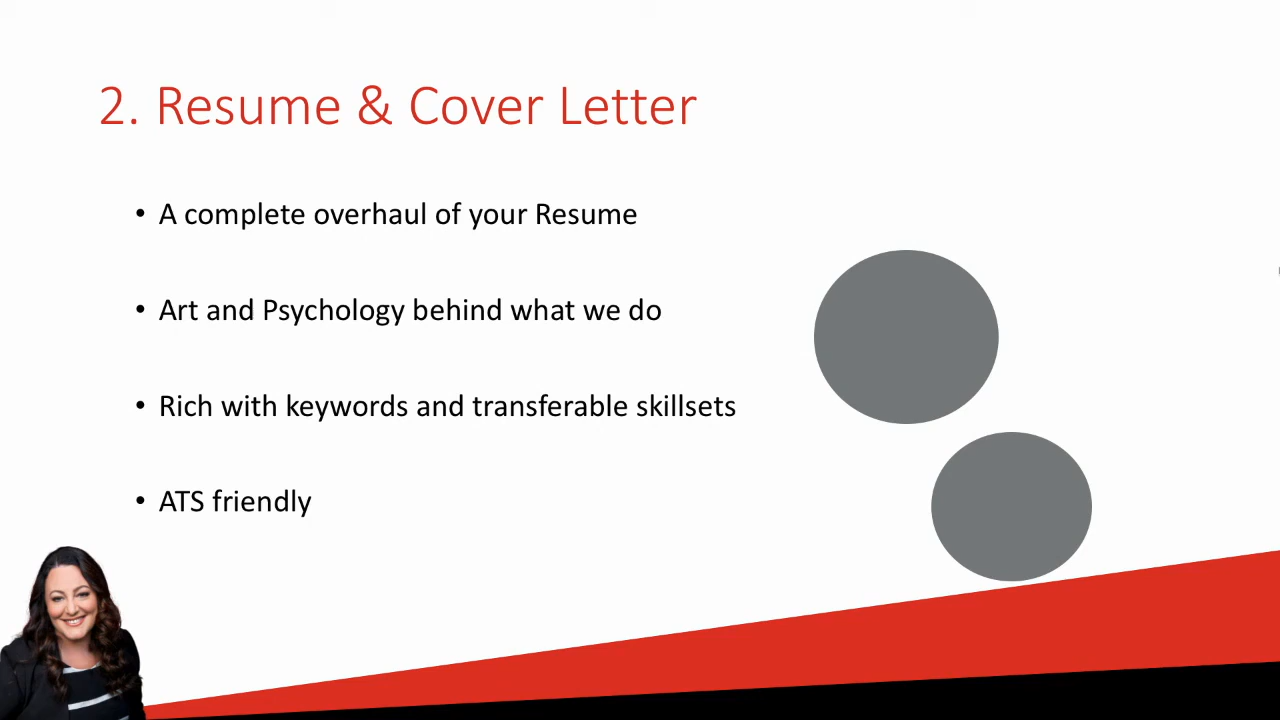 2. Resume & Cover Letter
• A complete overhaul of your Resume
• Art and Psychology behind what we do
• Rich with keywords and transferable skillsets
• ATS friendly